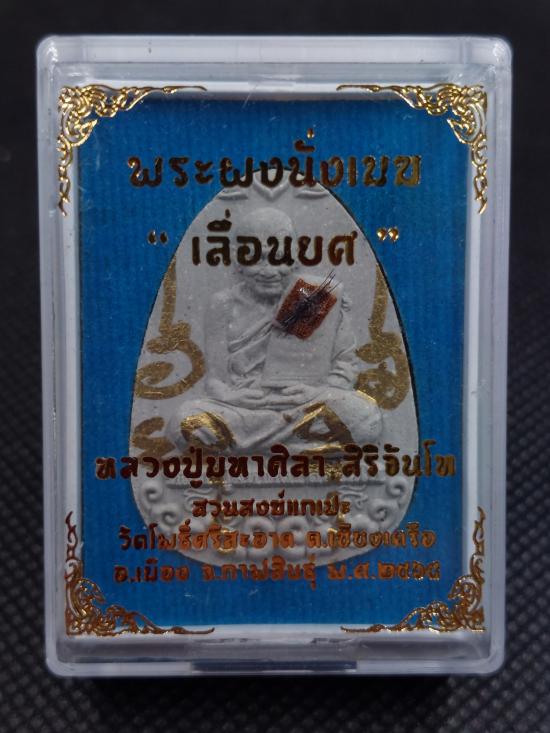 พระผงนั่งเมฆ
“ เลื่อนยศ ”
หลวงปู่มหาศิลา สิริจันโท
สวนสงฆ์แกเปะ
วัดโพธิ์ศรีสะอาด ต.เชียงเครือ
อ.เมือง จ.กาฬสินธุ์ พ.ศ.๒๕๖๕